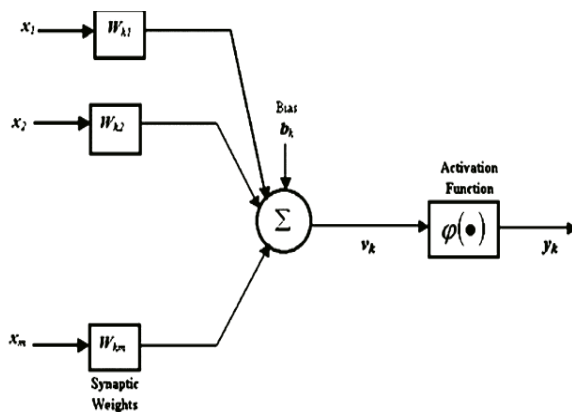 x1
Wk1
x2
Wk2
Bias
bk
Activation
Function
Σ
φ(•)
vk
yk
xm
Wkm
Synaptic
Weights